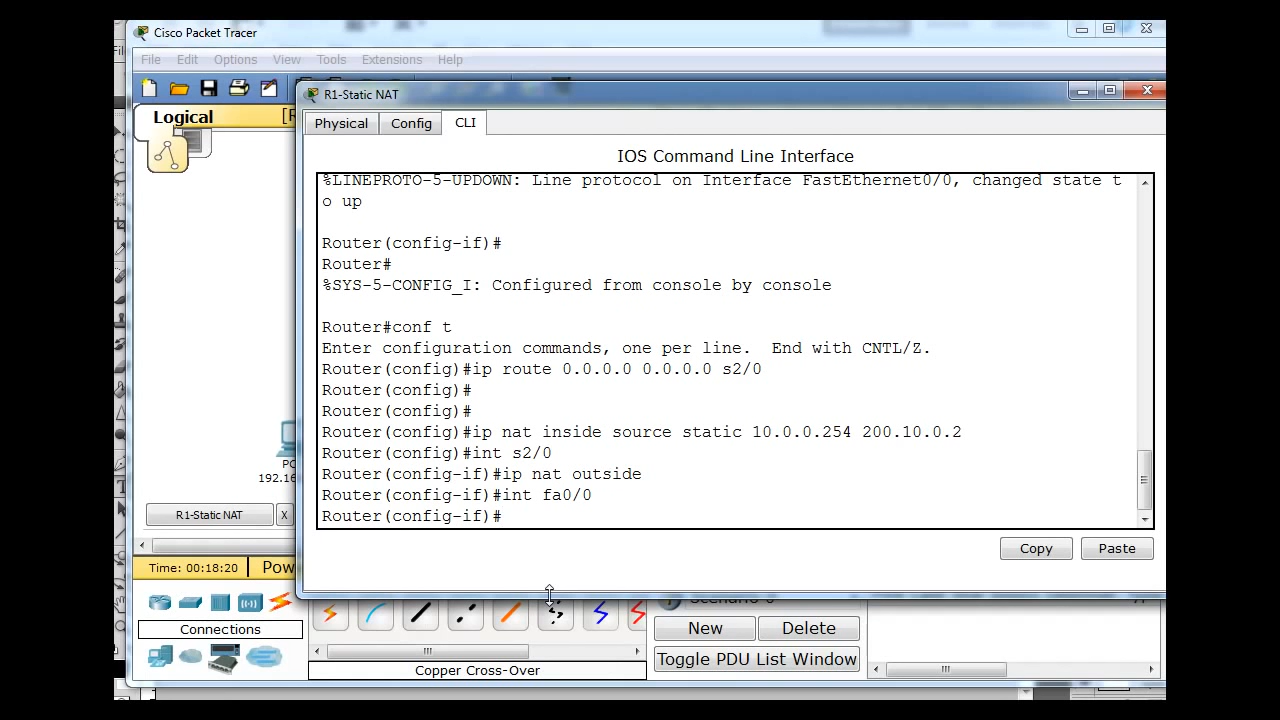 Cisco Packet Tracer
File Edit Options View Tools Extensions Help
R1-Static NAT
Logical
Physical Config CLI
IOS Command Line Interface
%LINEPROTO-5-UPDOWN: Line protocol on Interface FastEthernet0/0, changed state t
o up
Router(config-if)#
Router#
%SYS-5-CONFIG_I: Configured from console by console
Router#conf t
Enter configuration commands, one per line.  End with CNTL/Z.
Router(config)#ip route 0.0.0.0 0.0.0.0 s2/0
Router(config)#
Router(config)#
Router(config)#ip nat inside source static 10.0.0.254 200.10.0.2
Router(config)#int s2/0
Router(config-if)#ip nat outside
Router(config-if)#int fa0/0
Router(config-if)#
PC
192.16
R1-Static NAT X
Copy Paste
Time: 00:18:20 Pow
Connections
New Delete
Toggle PDU List Window
Copper Cross-Over